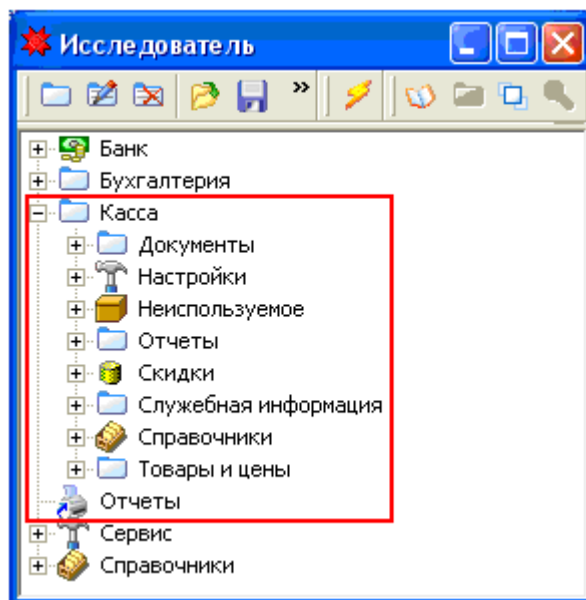 Исследователь
»
Банк
Бухгалтерия
Касса
Документы
Настройки
Неиспользуемое
Отчеты
Скидки
Служебная информация
Справочники
Товары и цены
Отчеты
Сервис
Справочники